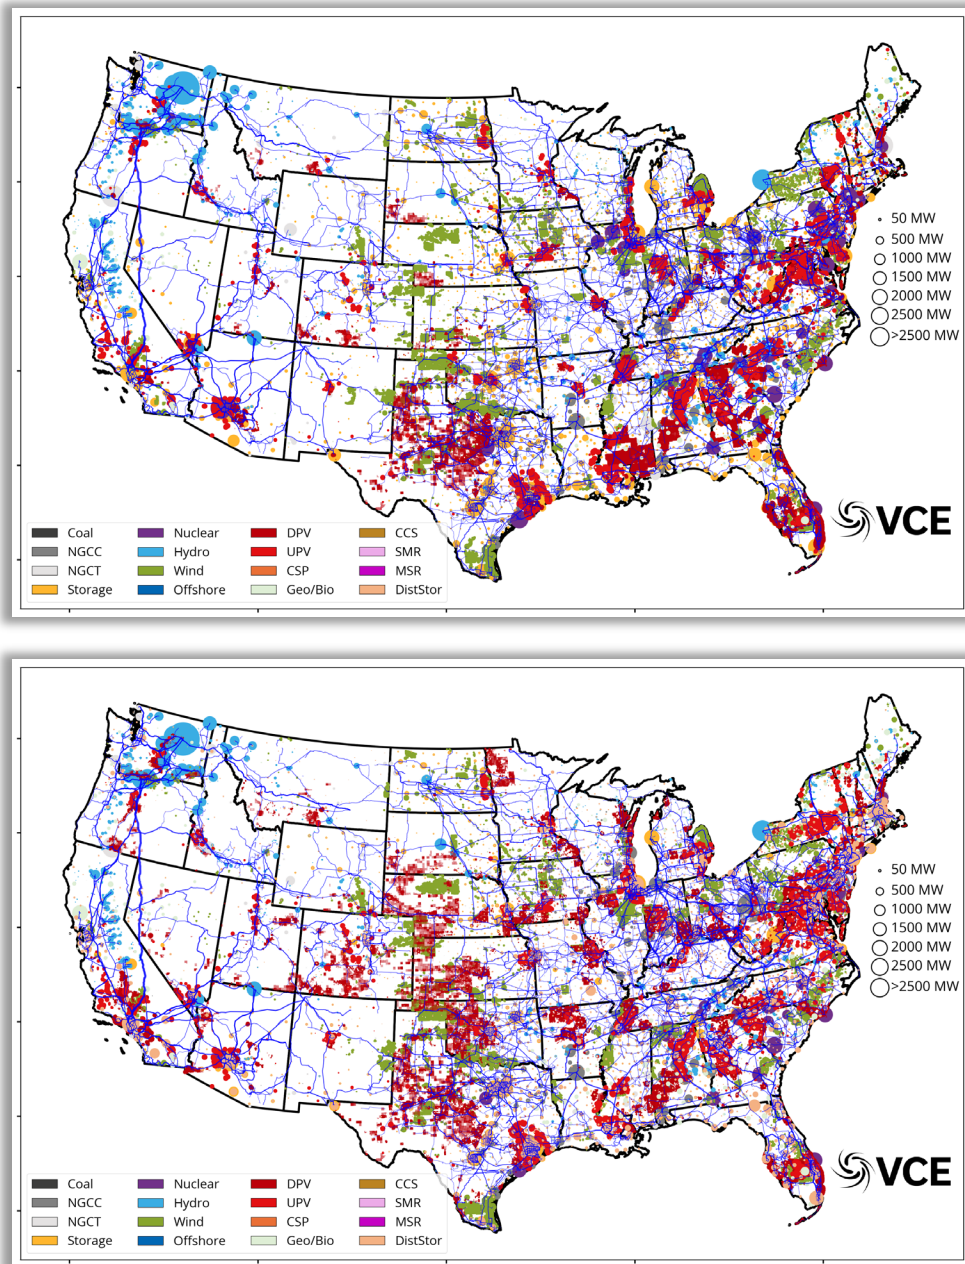 50 MW
500 MW
1000 MW
1500 MW
2000 MW
2500 MW
>2500 MW
VCE
Coal Nuclear DPV CCS
NGCC Hydro UPV SMR
NGCT Wind CSP MSR
Storage Offshore Geo/Bio DistStor
50 MW
500 MW
1000 MW
1500 MW
2000 MW
2500 MW
>2500 MW
VCE
Coal Nuclear DPV CCS
NGCC Hydro UPV SMR
NGCT Wind CSP MSR
Storage Offshore Geo/Bio DistStor